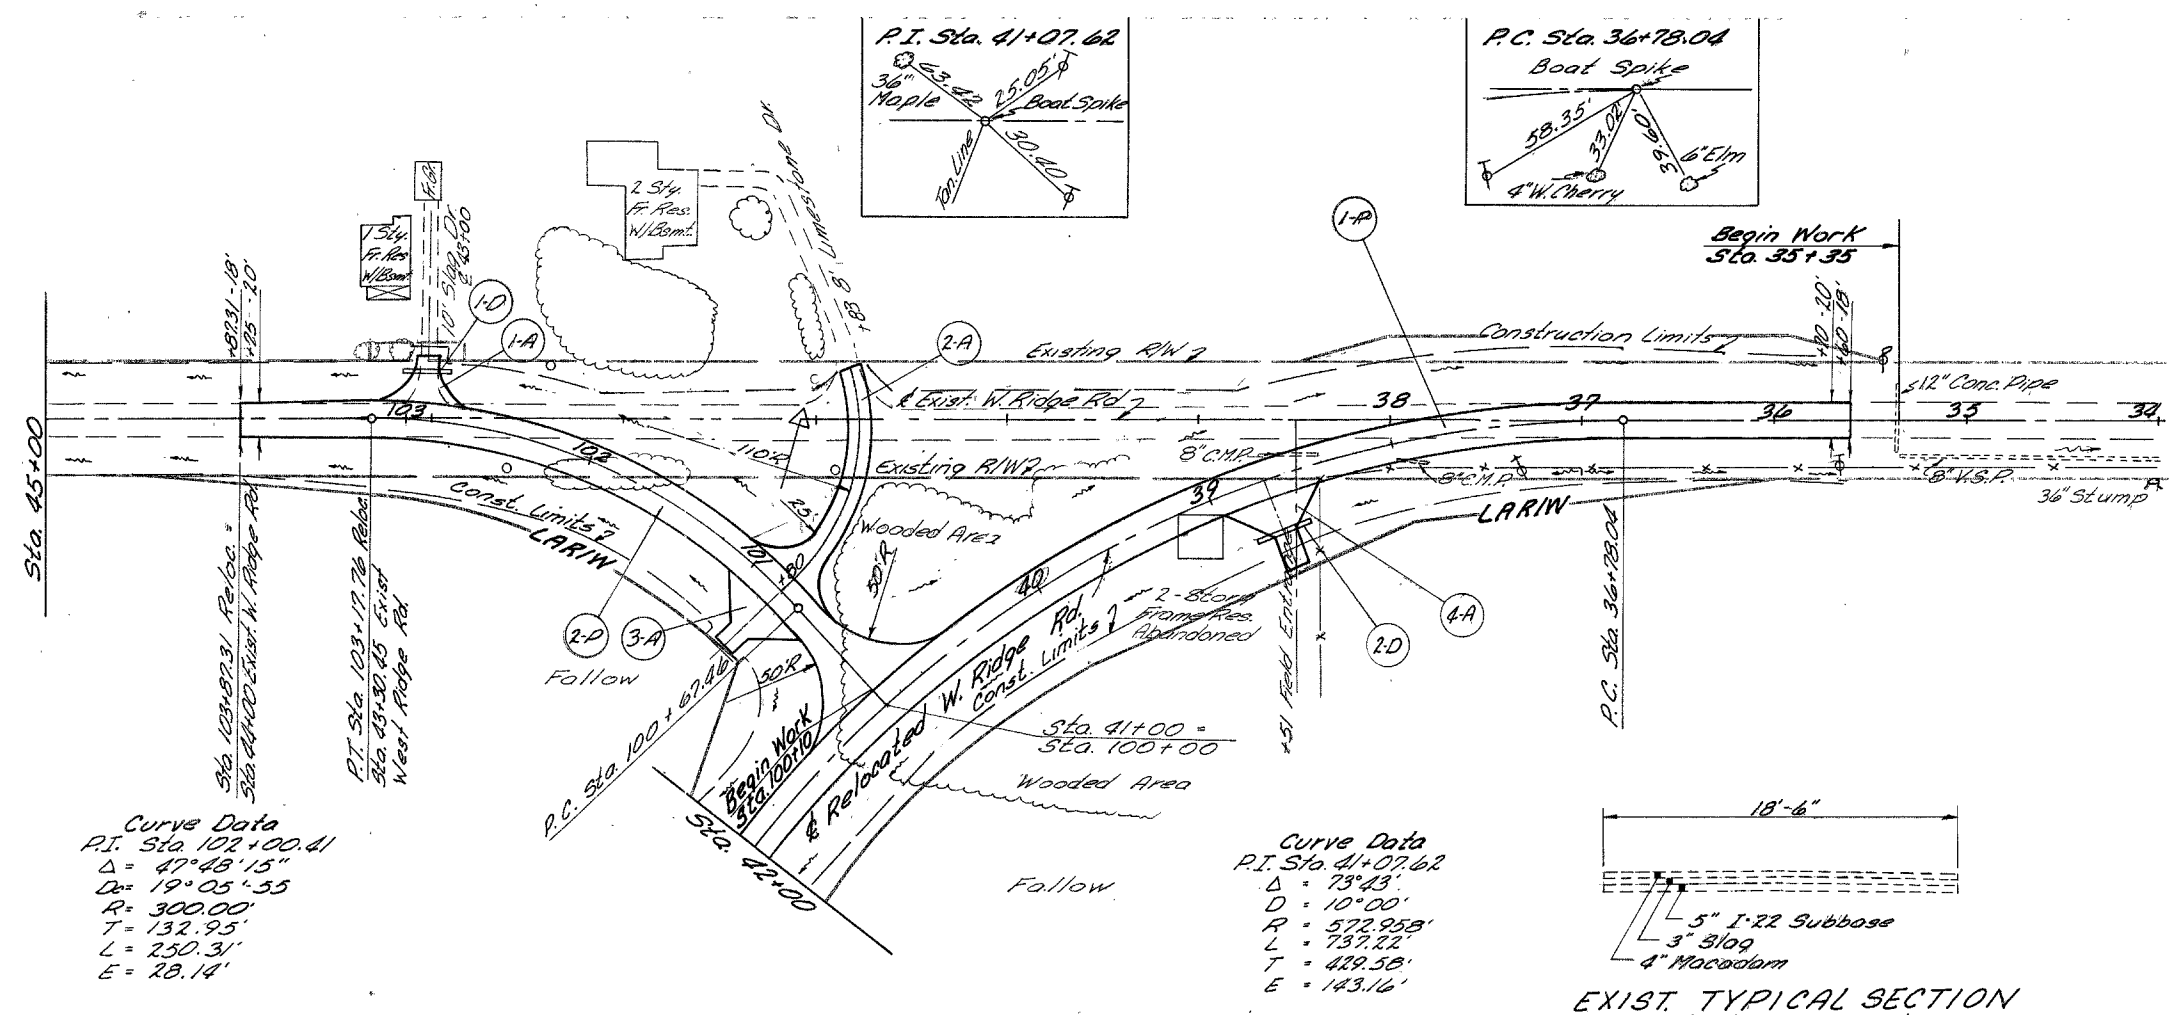 P.I. Sta. 41+07.62
63.42
25.05'
36"
Maple
Boat Spike
30.40
Tan. Line
P.C. Sta. 36+78.04
Boat Spike
58.35'
33.02'
39.60'
6" Elm
4" W. Cherry
Fr. Gr.
1 Sty.
Fr. Res
W/Bsmt.
10' Slag Dr.
¢ 43+00
2 Sty.
Fr. Res.
W/Bsmt.
+83 8' Limestone Dr.
1-D
1-A
2-A
Existing R/W
¢ Exist. W. Ridge Rd
1-P
Construction Limits
Begin Work
Sta. 35+35
+60-18'
12" Conc. Pipe
Sta. 45+00
+87.31-18'
+25-20'
103
102
101
+80
110'R
25'
38
37
36
35
34
39
40
8" C.M.P.
8" C.M.P.
8" V.S.P.
36" Stump
Existing R/W
Const. Limits
LAR/W
LAR/W
Wooded Area
50'R
2-P
3-A
Fallow
50'R
2-Story
Frame Res.
Abandoned
+51 Field Entrance
2-D
4-A
P.C. Sta. 36+78.04
Sta. 103+87.31 Reloc. =
Sta. 44+00 Exist. W. Ridge Rd.
P.T. Sta. 103+17.76 Reloc.
Sta. 43+30.45 Exist
West Ridge Rd.
P.C. Sta. 100+67.46
Begin Work
Sta. 100+10
Sta. 42+00
¢ Relocated W. Ridge Rd.
Const. Limits
Sta. 41+00 =
Sta. 100+00
Wooded Area
Fallow
Curve Data
P.I. Sta. 102+00.41
Δ = 47°48'15"
Dc= 19°05'-55
R= 300.00'
T= 132.95'
L= 250.31'
E= 28.14'
Curve Data
P.I. Sta. 41+07.62
Δ = 73°43'
D = 10°00'
R = 572.958'
L = 737.22'
T = 429.58'
E = 143.16'
18'-6"
5" I-22 Subbase
3" Slag
4" Macadam
EXIST. TYPICAL SECTION